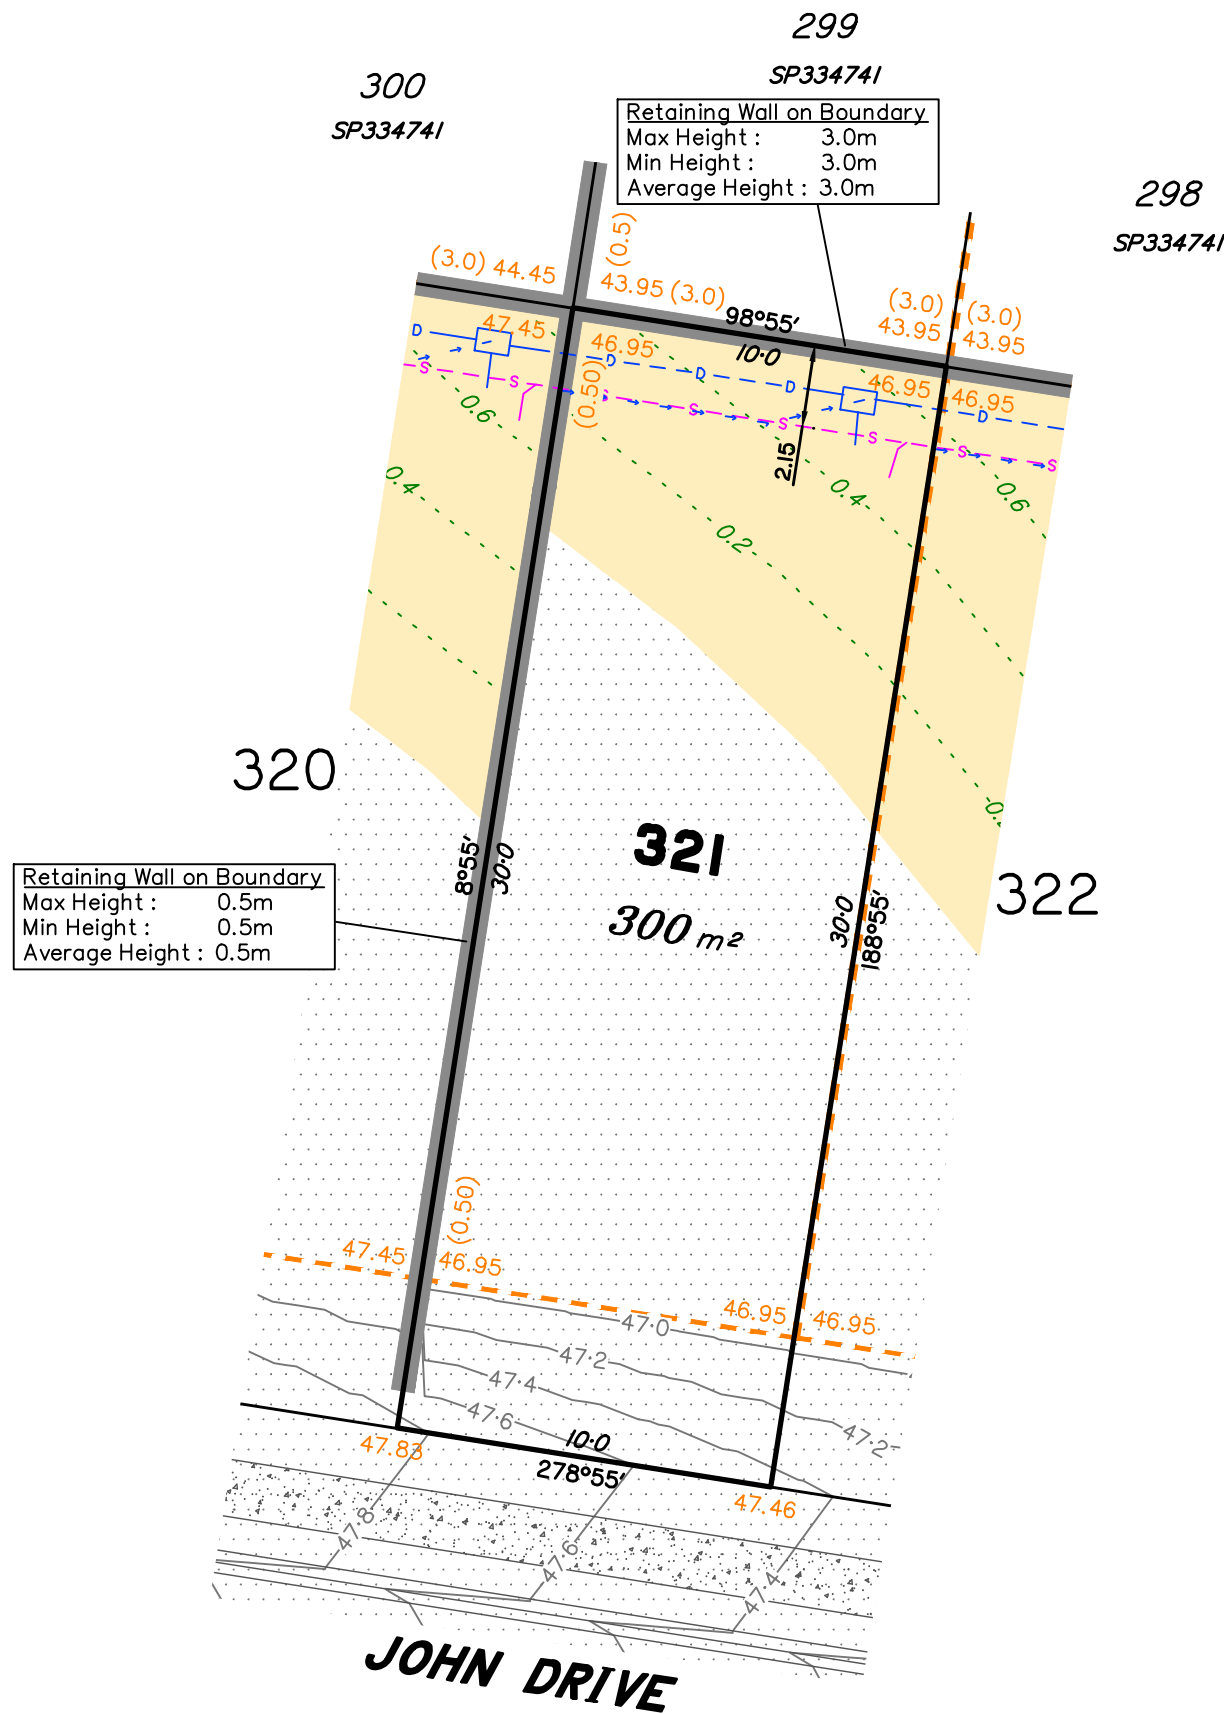 299
SP334741
300
SP334741
Retaining Wall on Boundary
Max Height : 3.0m
Min Height : 3.0m
Average Height : 3.0m
298
SP334741
(0.5)
(3.0) 44.45
43.95 (3.0)
(3.0)
43.95
(3.0)
43.95
98°55'
10·0
47.45
46.95
(0.50)
46.95
46.95
D
D
D
D
D
S
S
S
S
S
S
S
S
2.15
0.6
0.4
0.2
0.4
0.6
0.2
320
321
300 m²
322
8°55'
30·0
30·0
188°55'
Retaining Wall on Boundary
Max Height : 0.5m
Min Height : 0.5m
Average Height : 0.5m
(0.50)
47.45
46.95
46.95
46.95
47·0
47·2
47·4
47·6
47·2
10·0
278°55'
47.83
47.46
47·8
47·6
47·4
JOHN DRIVE